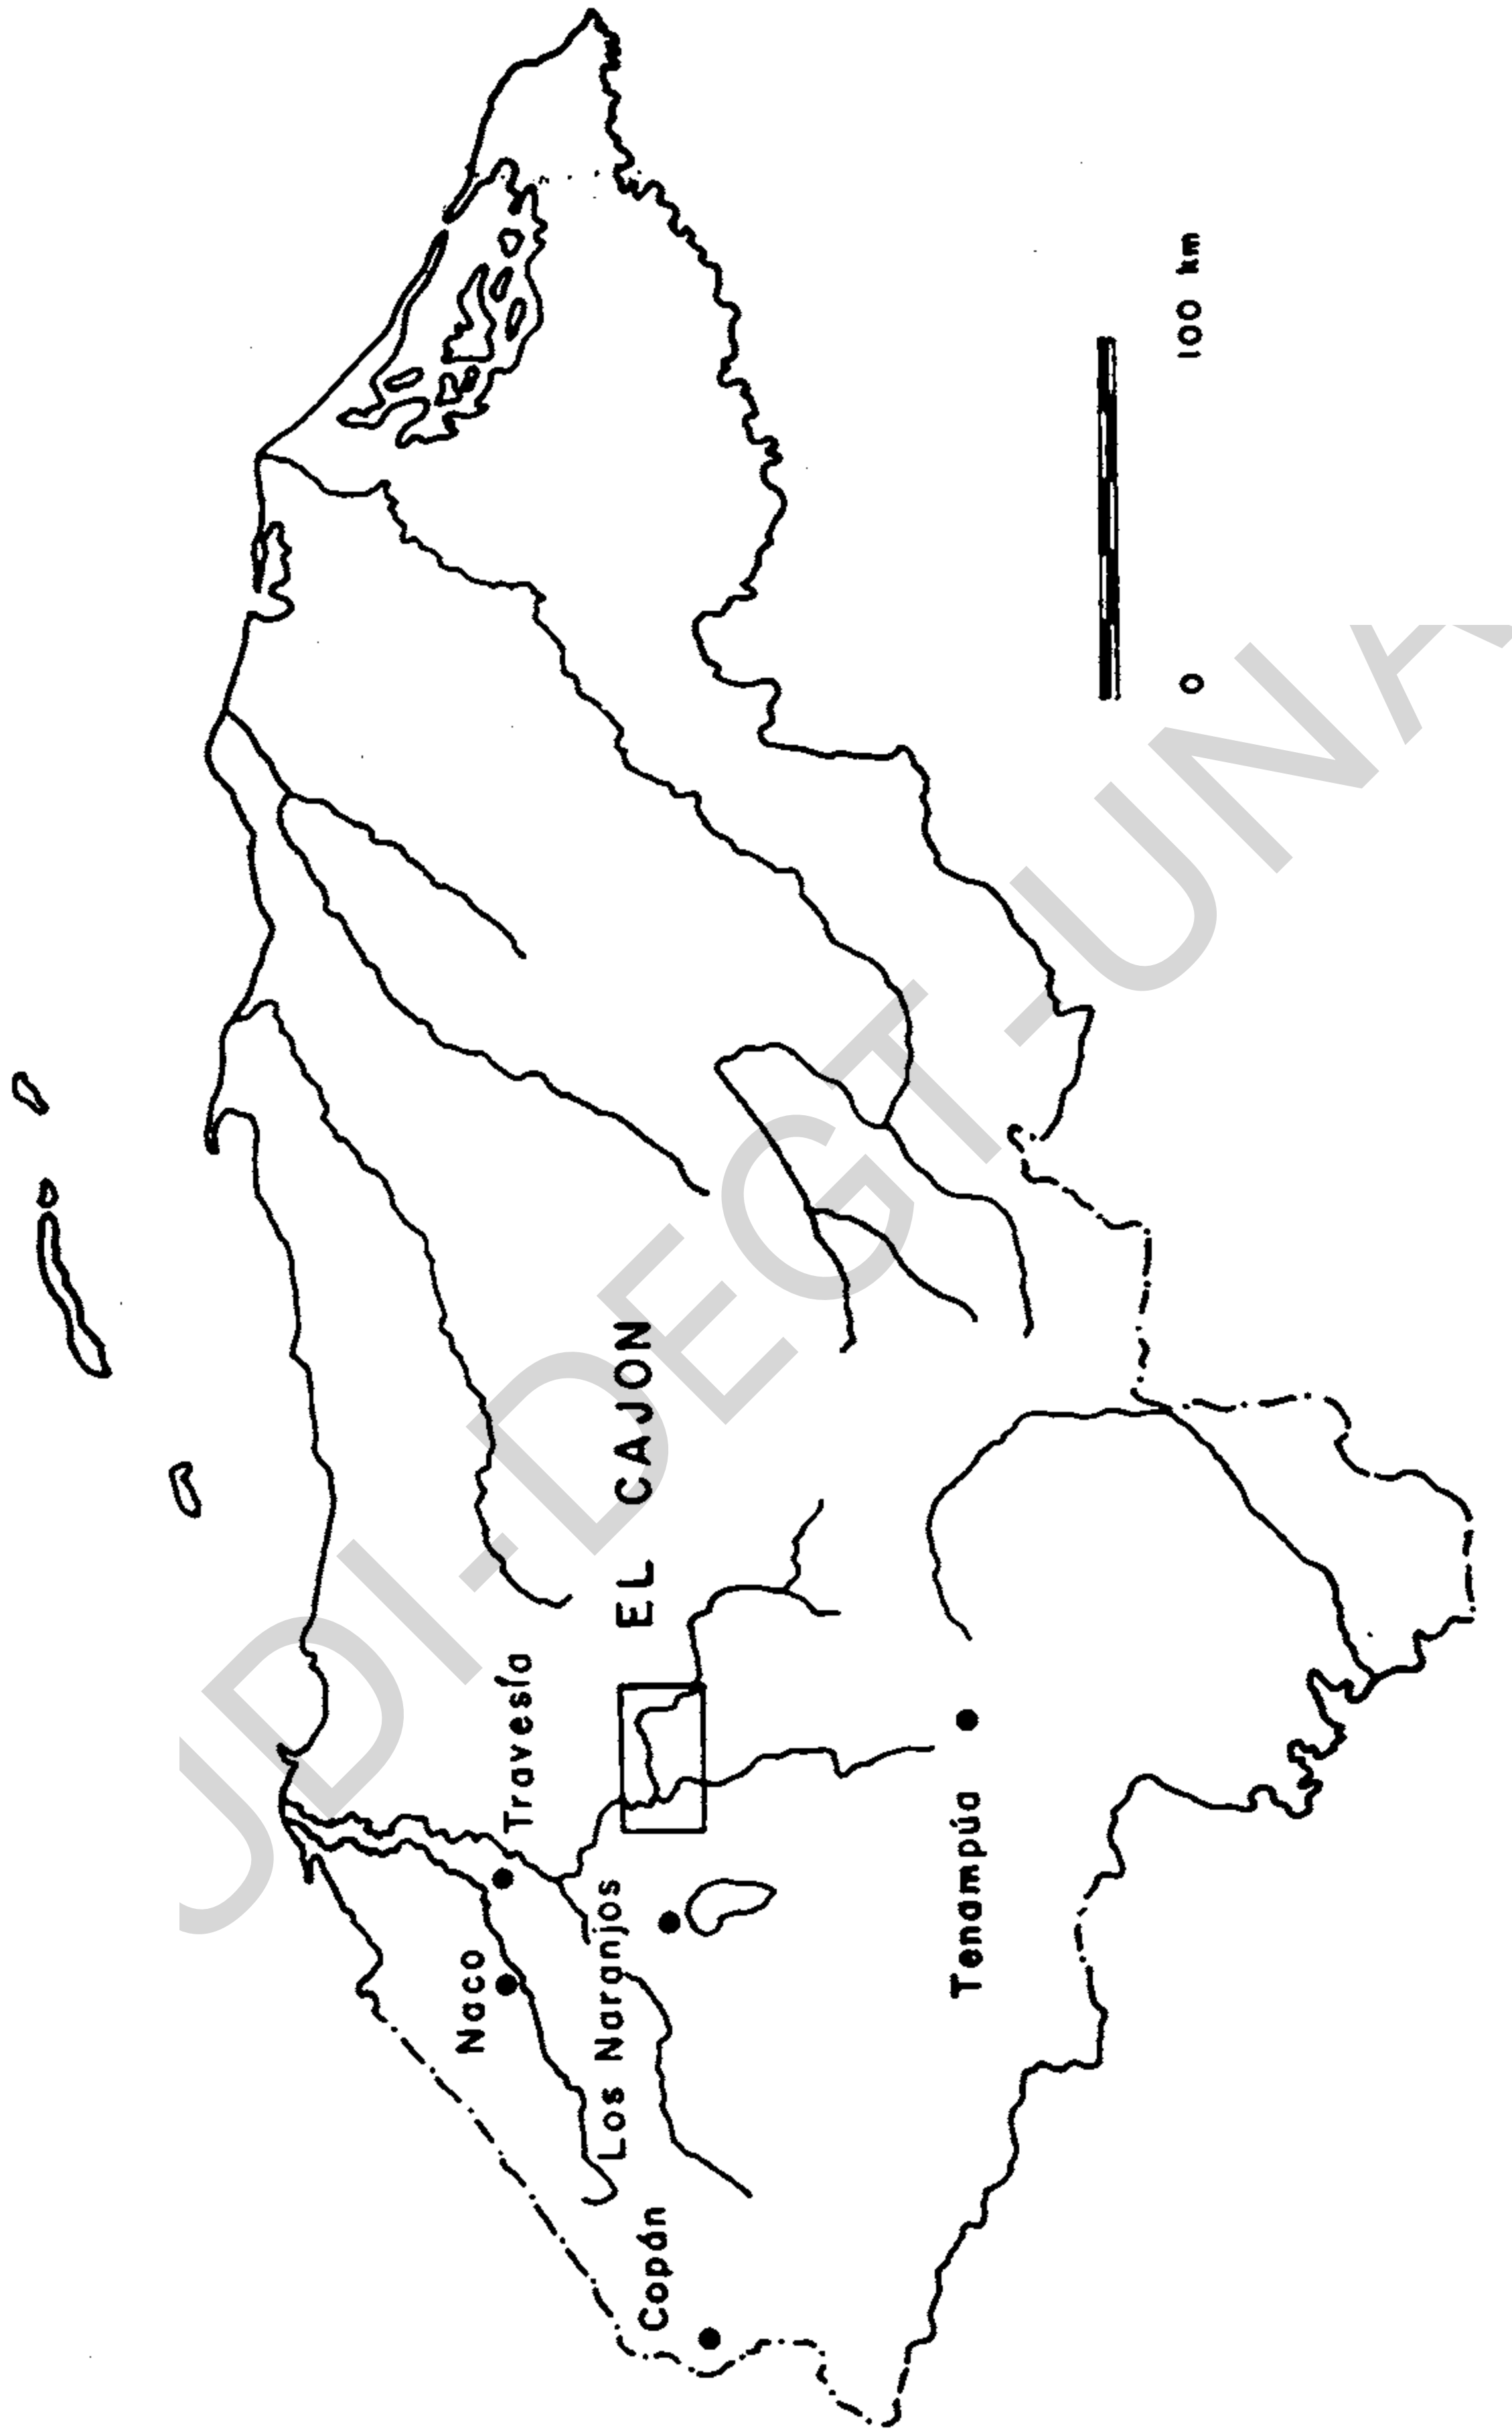 Naco
Travesía
EL CAJON
Los Naranjos
Copán
Tenampúa
0 100 km
UDI-DEGT-UNA